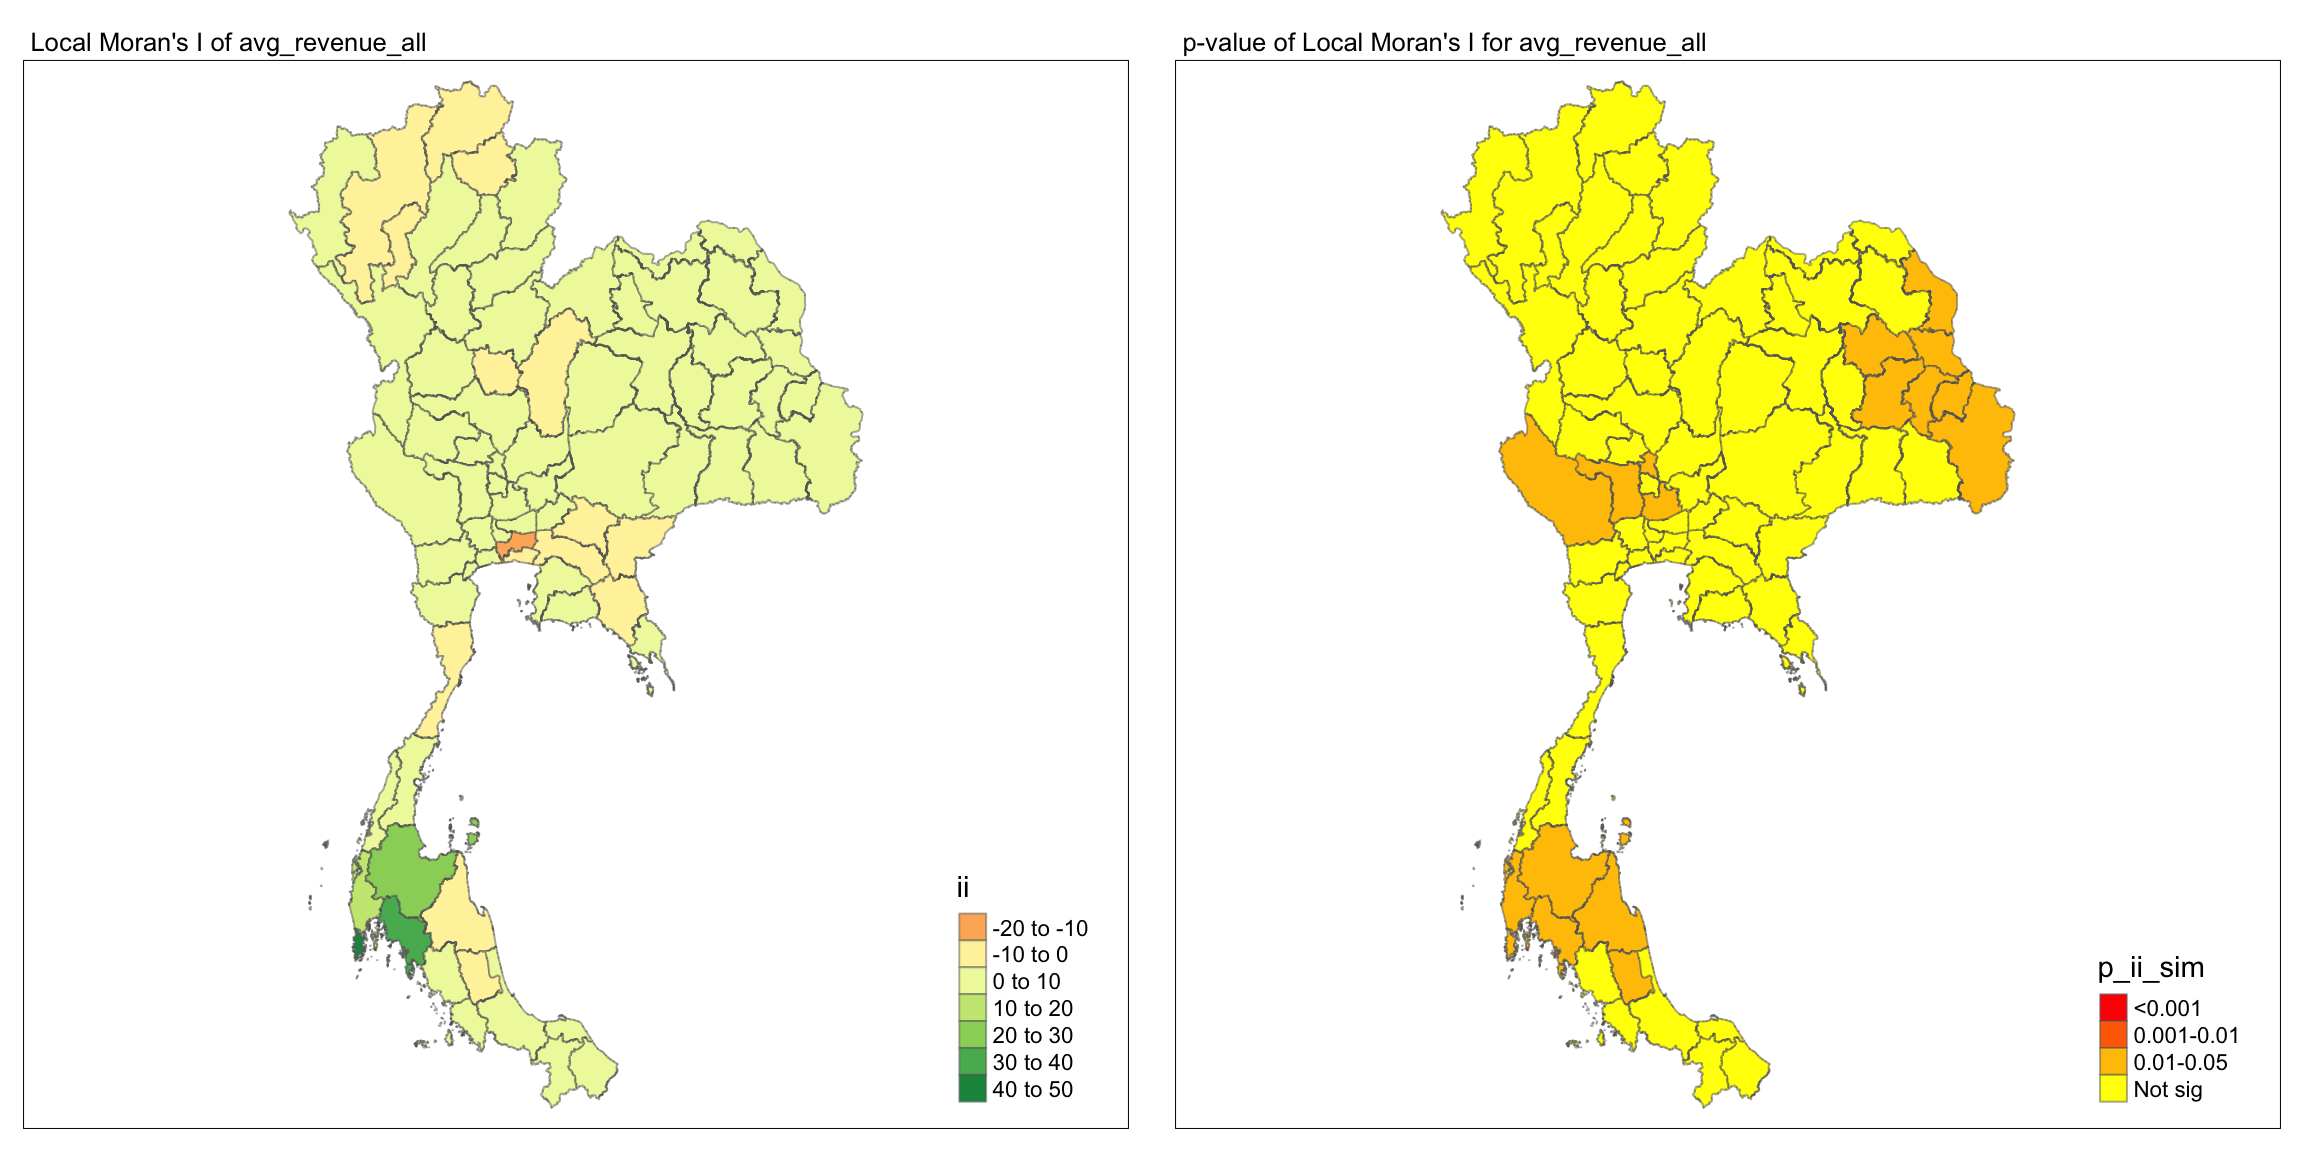 Local Moran's I of avg_revenue_all
ii
-20 to -10
-10 to 0
0 to 10
10 to 20
20 to 30
30 to 40
40 to 50
p-value of Local Moran's I for avg_revenue_all
p_ii_sim
<0.001
0.001-0.01
0.01-0.05
Not sig